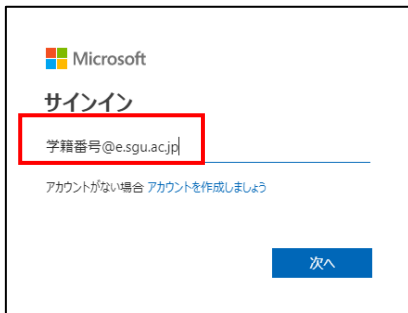 Microsoft
サインイン
学籍番号@e.sgu.ac.jp
アカウントがない場合 アカウントを作成しましょう
次へ